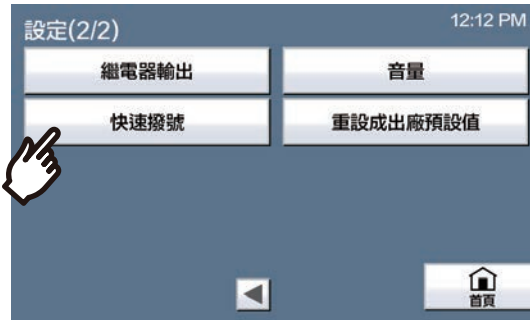 設定(2/2)
12:12 PM
繼電器輸出
音量
快速撥號
重設成出廠預設值
首頁